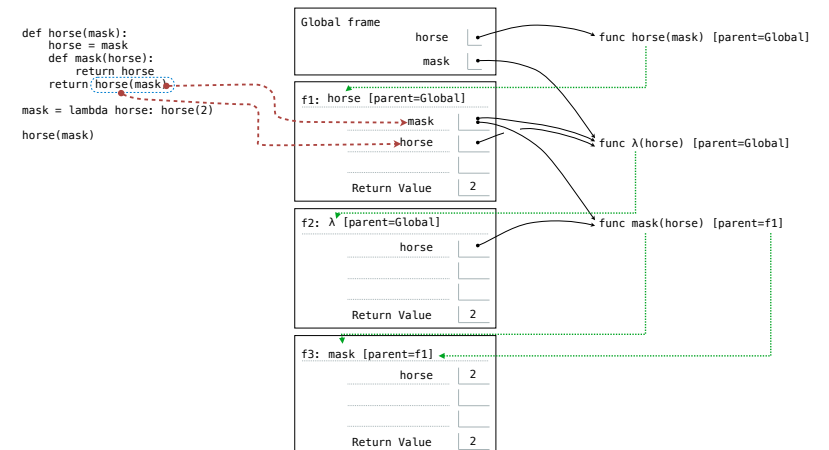 def horse(mask):
    horse = mask
    def mask(horse):
        return horse
    return horse(mask)
mask = lambda horse: horse(2)
horse(mask)
Global frame
horse
mask
f1: horse [parent=Global]
mask
horse
Return Value 2
f2: λ [parent=Global]
horse
Return Value 2
f3: mask [parent=f1]
horse 2
Return Value 2
func horse(mask) [parent=Global]
func λ(horse) [parent=Global]
func mask(horse) [parent=f1]